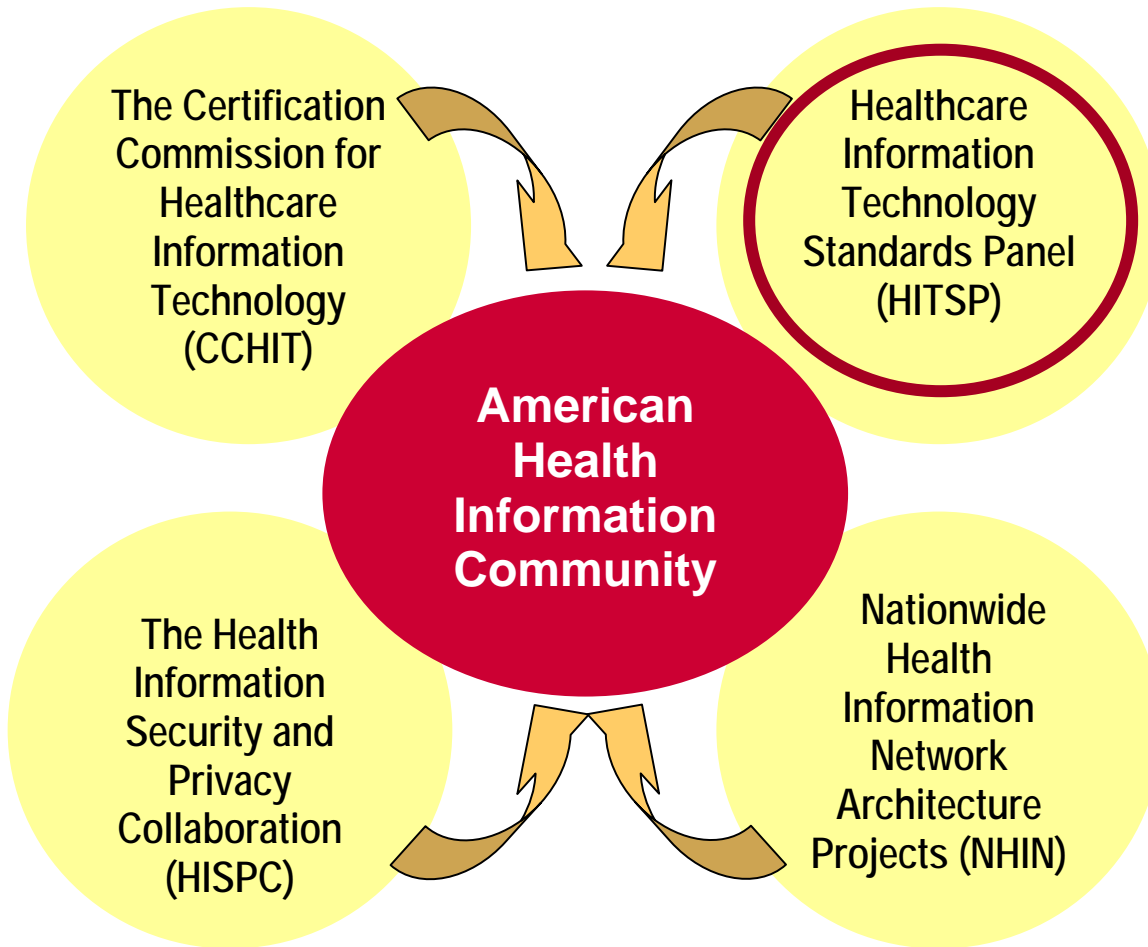 The Certification
Commission for
Healthcare
Information
Technology
(CCHIT)
Healthcare
Information
Technology
Standards Panel
(HITSP)
American
Health
Information
Community
The Health
Information
Security and
Privacy
Collaboration
(HISPC)
Nationwide
Health
Information
Network
Architecture
Projects (NHIN)